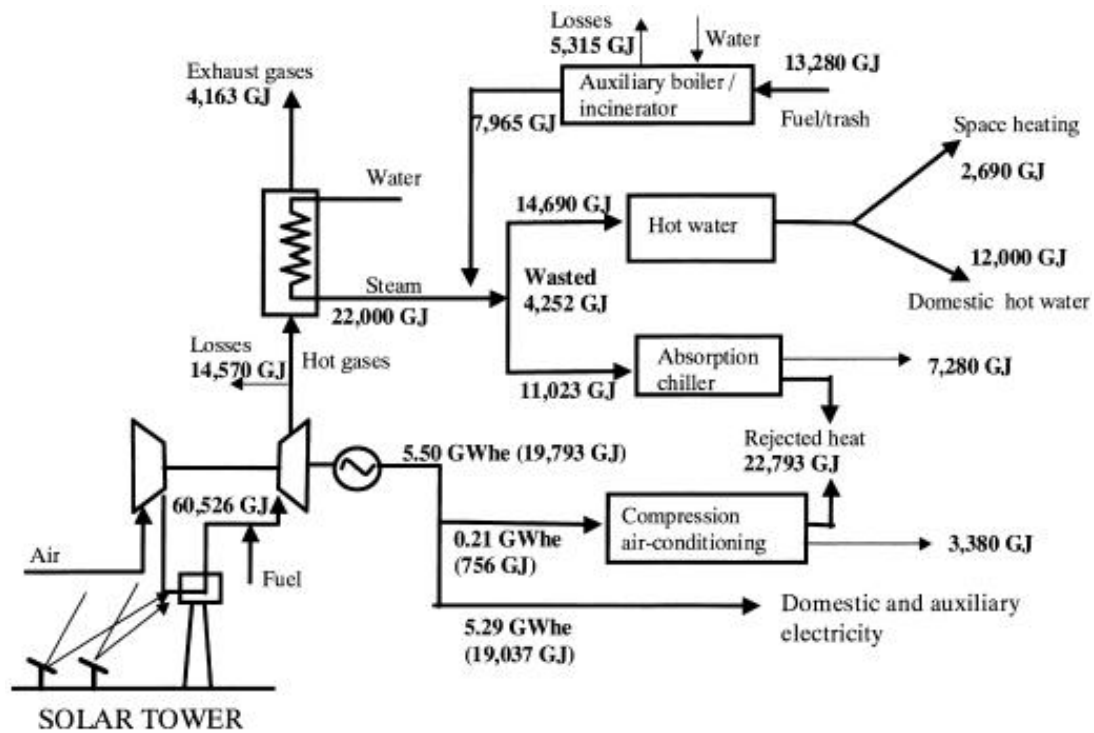 Losses
5,315 GJ
Water
Exhaust gases
4,163 GJ
Auxiliary boiler /
incinerator
13,280 GJ
Fuel/trash
7,965 GJ
Space heating
2,690 GJ
Water
14,690 GJ
Hot water
12,000 GJ
Domestic hot water
Wasted
4,252 GJ
Steam
22,000 GJ
Losses
14,570 GJ
Hot gases
Absorption
chiller
7,280 GJ
11,023 GJ
Rejected heat
22,793 GJ
5.50 GWhe (19,793 GJ)
60,526 GJ
Compression
air-conditioning
0.21 GWhe
(756 GJ)
3,380 GJ
Air
Fuel
Domestic and auxiliary
electricity
5.29 GWhe
(19,037 GJ)
SOLAR TOWER